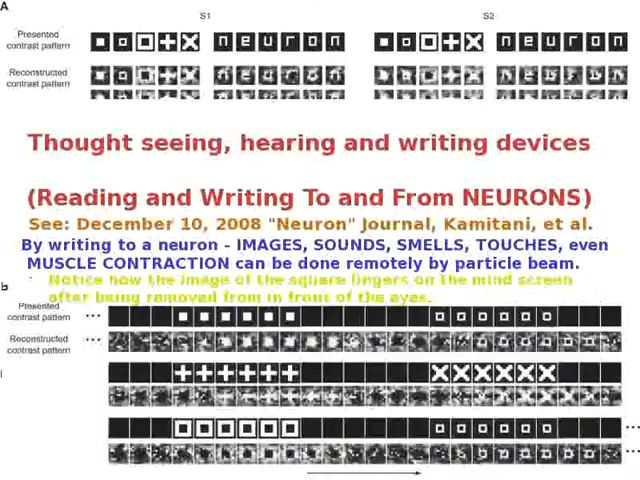 A
S1 S2
Presented contrast pattern
n e u r o n n e u r o n
Reconstructed contrast pattern
Thought seeing, hearing and writing devices
(Reading and Writing To and From NEURONS)
See: December 10, 2008 "Neuron" Journal, Kamitani, et al.
By writing to a neuron - IMAGES, SOUNDS, SMELLS, TOUCHES, even
MUSCLE CONTRACTION can be done remotely by particle beam.
Notice how the image of the square lingers on the mind screen
after being removed from in front of the eyes.
Presented contrast pattern
Reconstructed contrast pattern